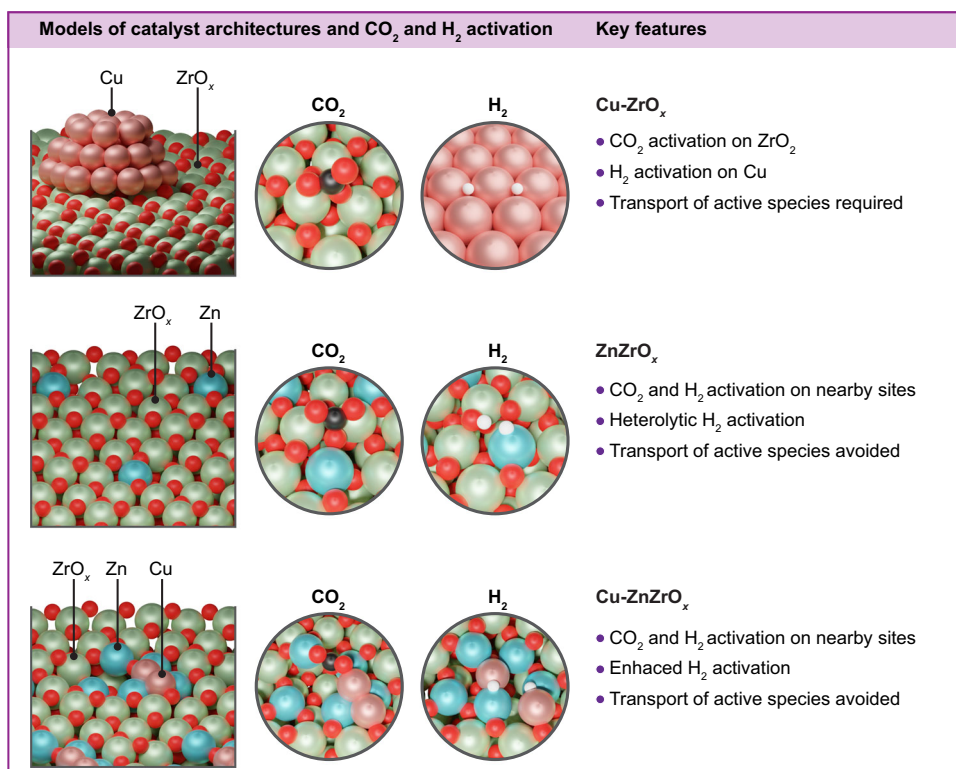 Models of catalyst architectures and CO₂ and H₂ activation Key features
Cu ZrOₓ
CO₂ H₂
Cu-ZrOₓ
• CO₂ activation on ZrO₂
• H₂ activation on Cu
• Transport of active species required
ZrOₓ Zn
CO₂ H₂
ZnZrOₓ
• CO₂ and H₂ activation on nearby sites
• Heterolytic H₂ activation
• Transport of active species avoided
ZrOₓ Zn Cu
CO₂ H₂
Cu-ZnZrOₓ
• CO₂ and H₂ activation on nearby sites
• Enhaced H₂ activation
• Transport of active species avoided